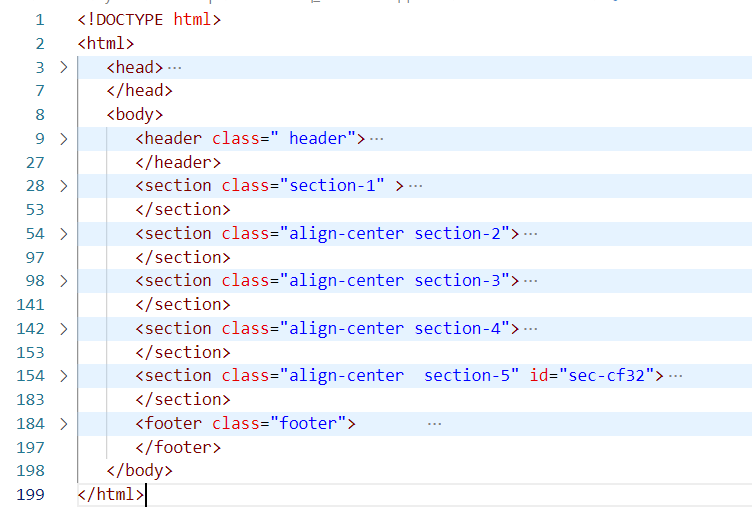 1 <!DOCTYPE html>
2 <html>
3 <head>···
7 </head>
8 <body>
9 <header class=" header">···
27 </header>
28 <section class="section-1" >···
53 </section>
54 <section class="align-center section-2">···
97 </section>
98 <section class="align-center section-3">···
141 </section>
142 <section class="align-center section-4">···
153 </section>
154 <section class="align-center  section-5" id="sec-cf32">···
183 </section>
184 <footer class="footer"> ···
197 </footer>
198 </body>
199 </html>